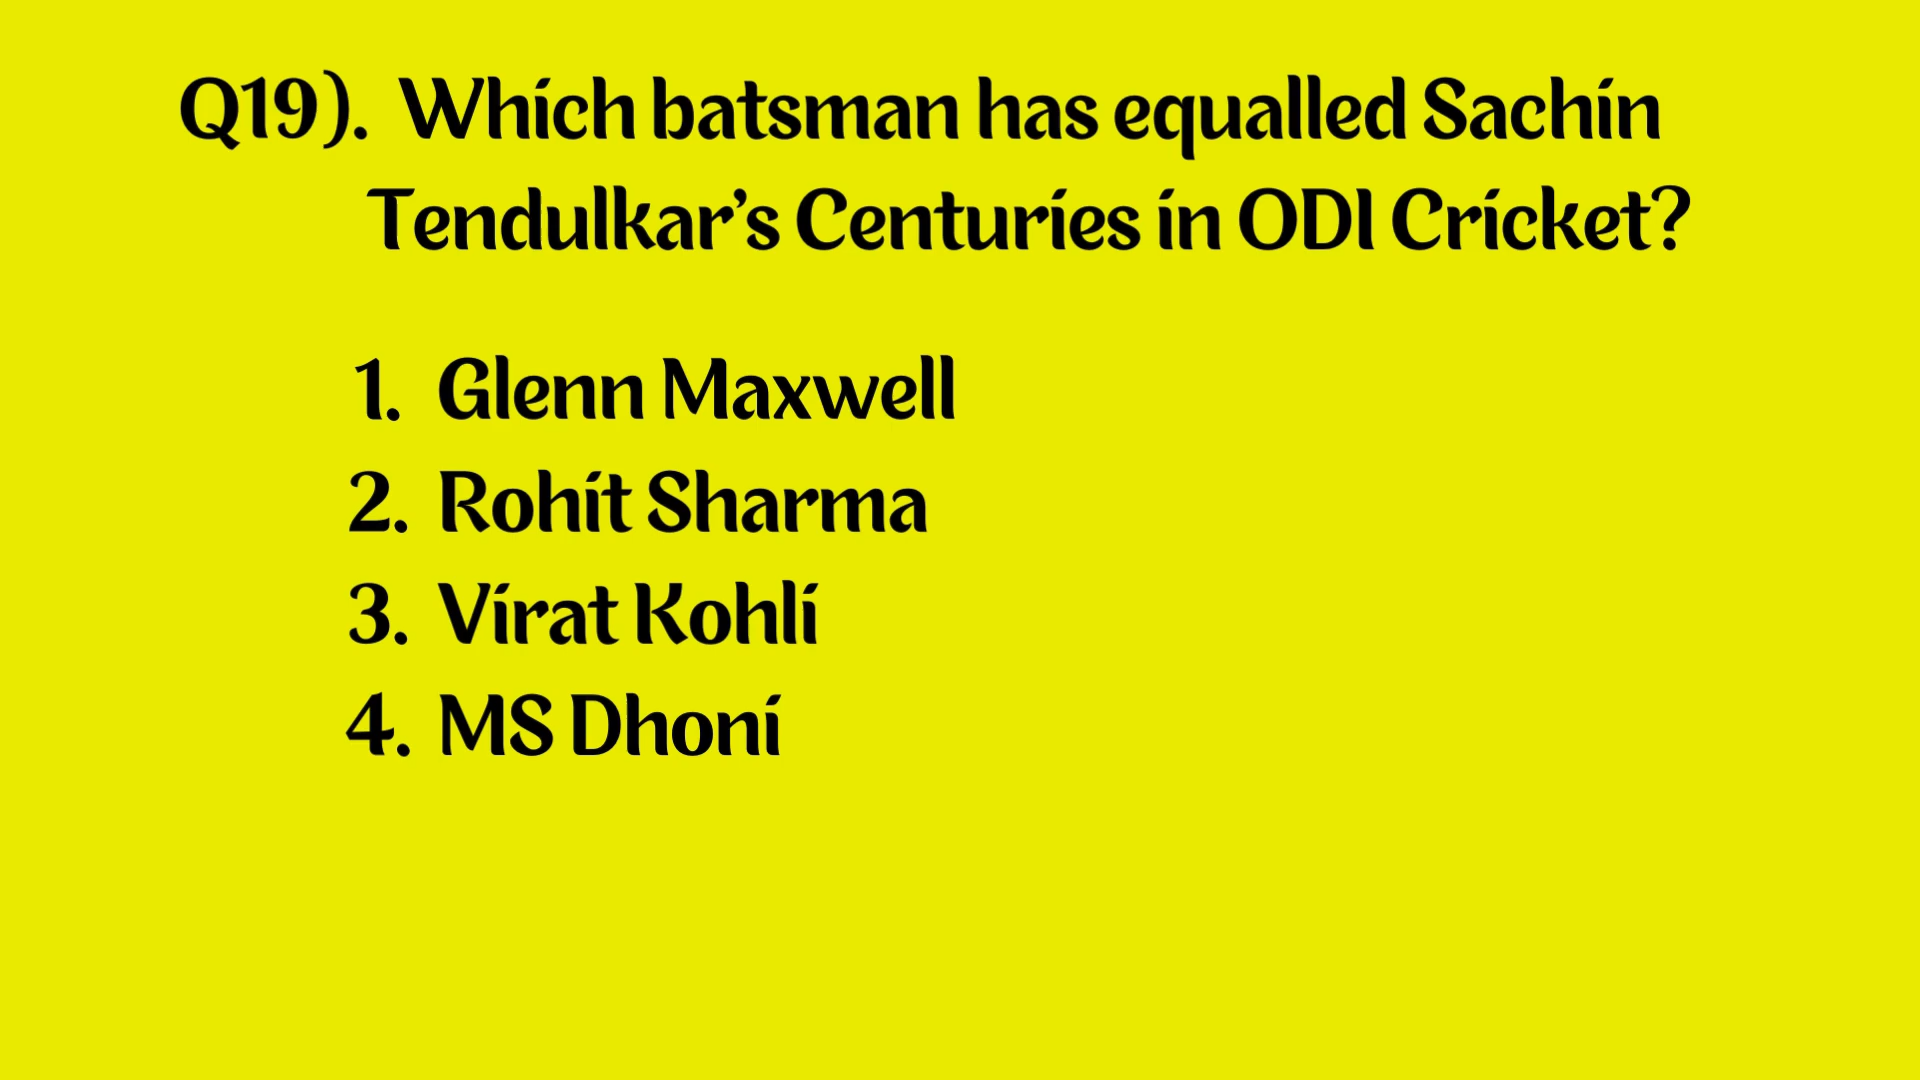 Q19). Which batsman has equalled Sachin
Tendulkar’s Centuries in ODI Cricket?
1. Glenn Maxwell
2. Rohit Sharma
3. Virat Kohli
4. MS Dhoni